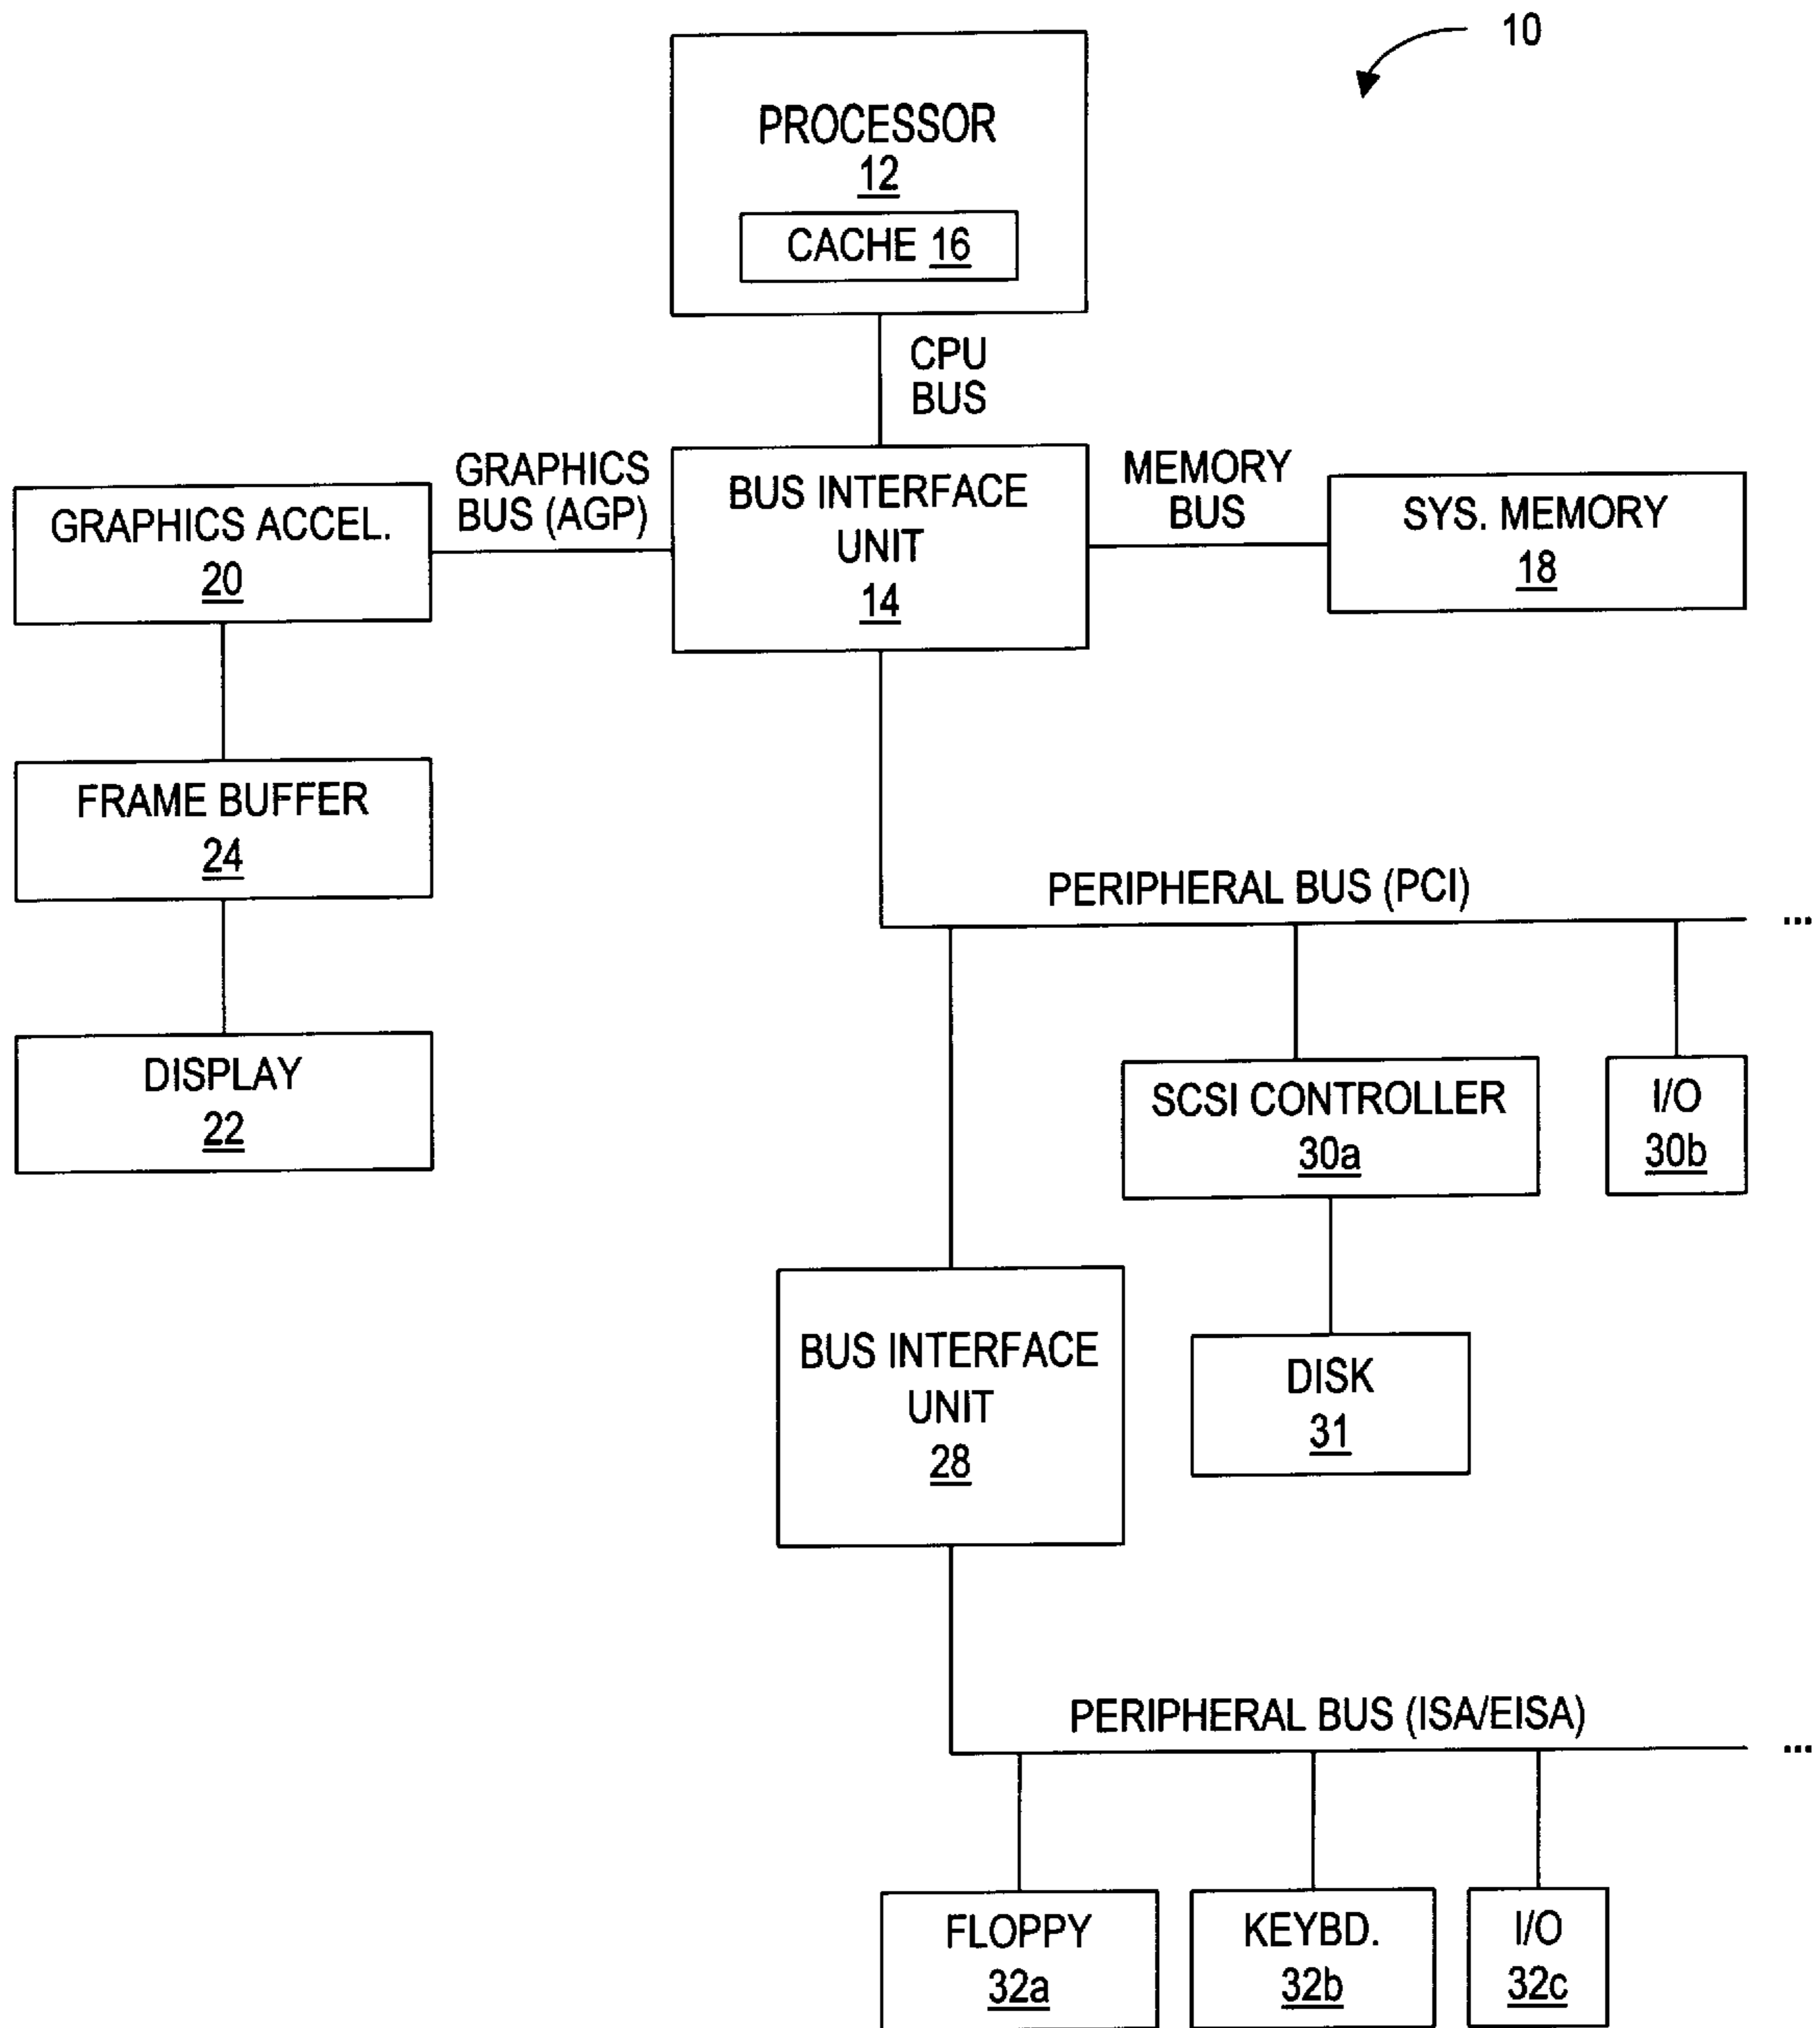 10
PROCESSOR
12
CACHE 16
CPU
BUS
GRAPHICS
BUS (AGP)
BUS INTERFACE
UNIT
14
MEMORY
BUS
GRAPHICS ACCEL.
20
SYS. MEMORY
18
FRAME BUFFER
24
PERIPHERAL BUS (PCI)
...
DISPLAY
22
SCSI CONTROLLER
30a
I/O
30b
BUS INTERFACE
UNIT
28
DISK
31
PERIPHERAL BUS (ISA/EISA)
...
FLOPPY
32a
KEYBD.
32b
I/O
32c